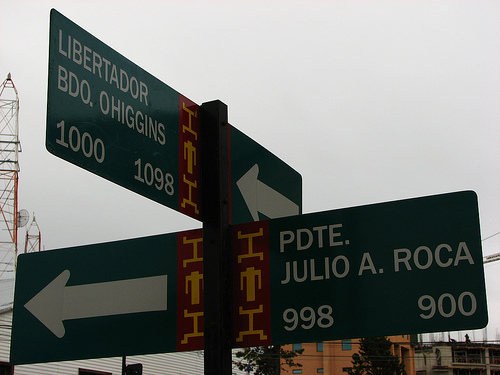 LIBERTADOR
BDO. OHIGGINS
1000 1098
PDTE.
JULIO A. ROCA
998 900